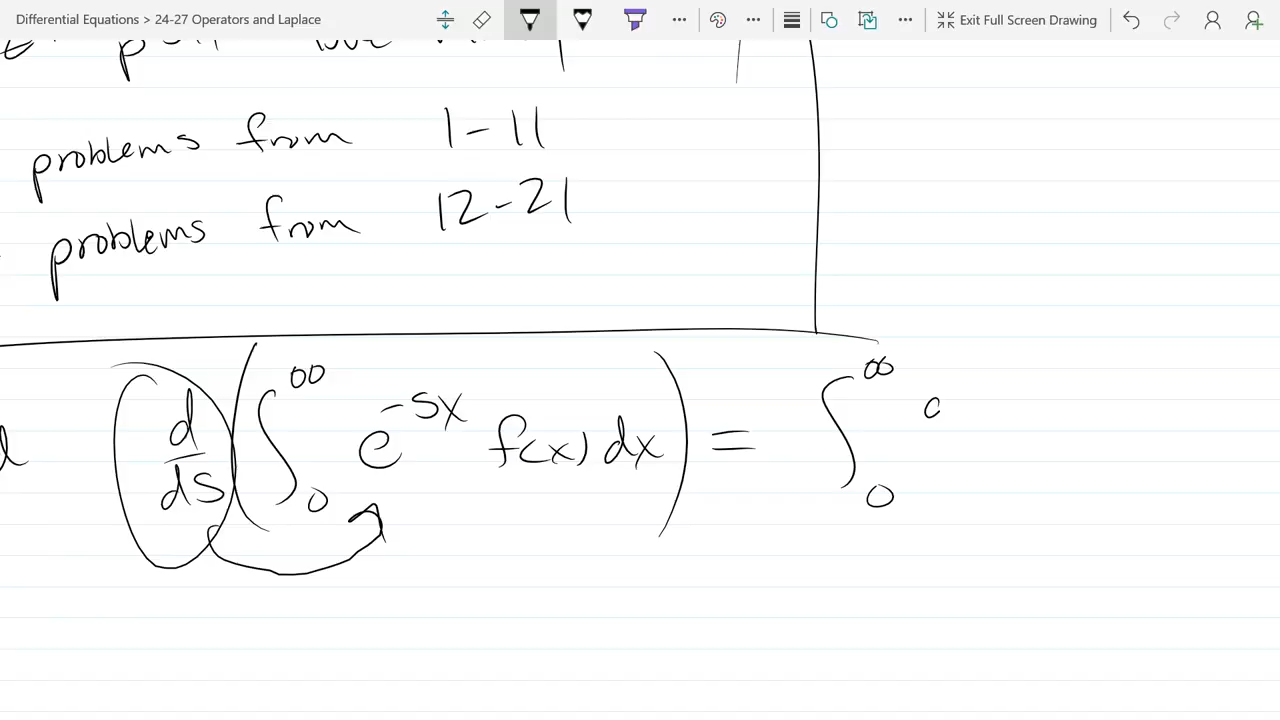 Differential Equations > 24-27 Operators and Laplace
Exit Full Screen Drawing
problems from 1-11
problems from 12-21
d/ds (∫₀^∞ e^{-sx} f(x) dx) = ∫₀^∞